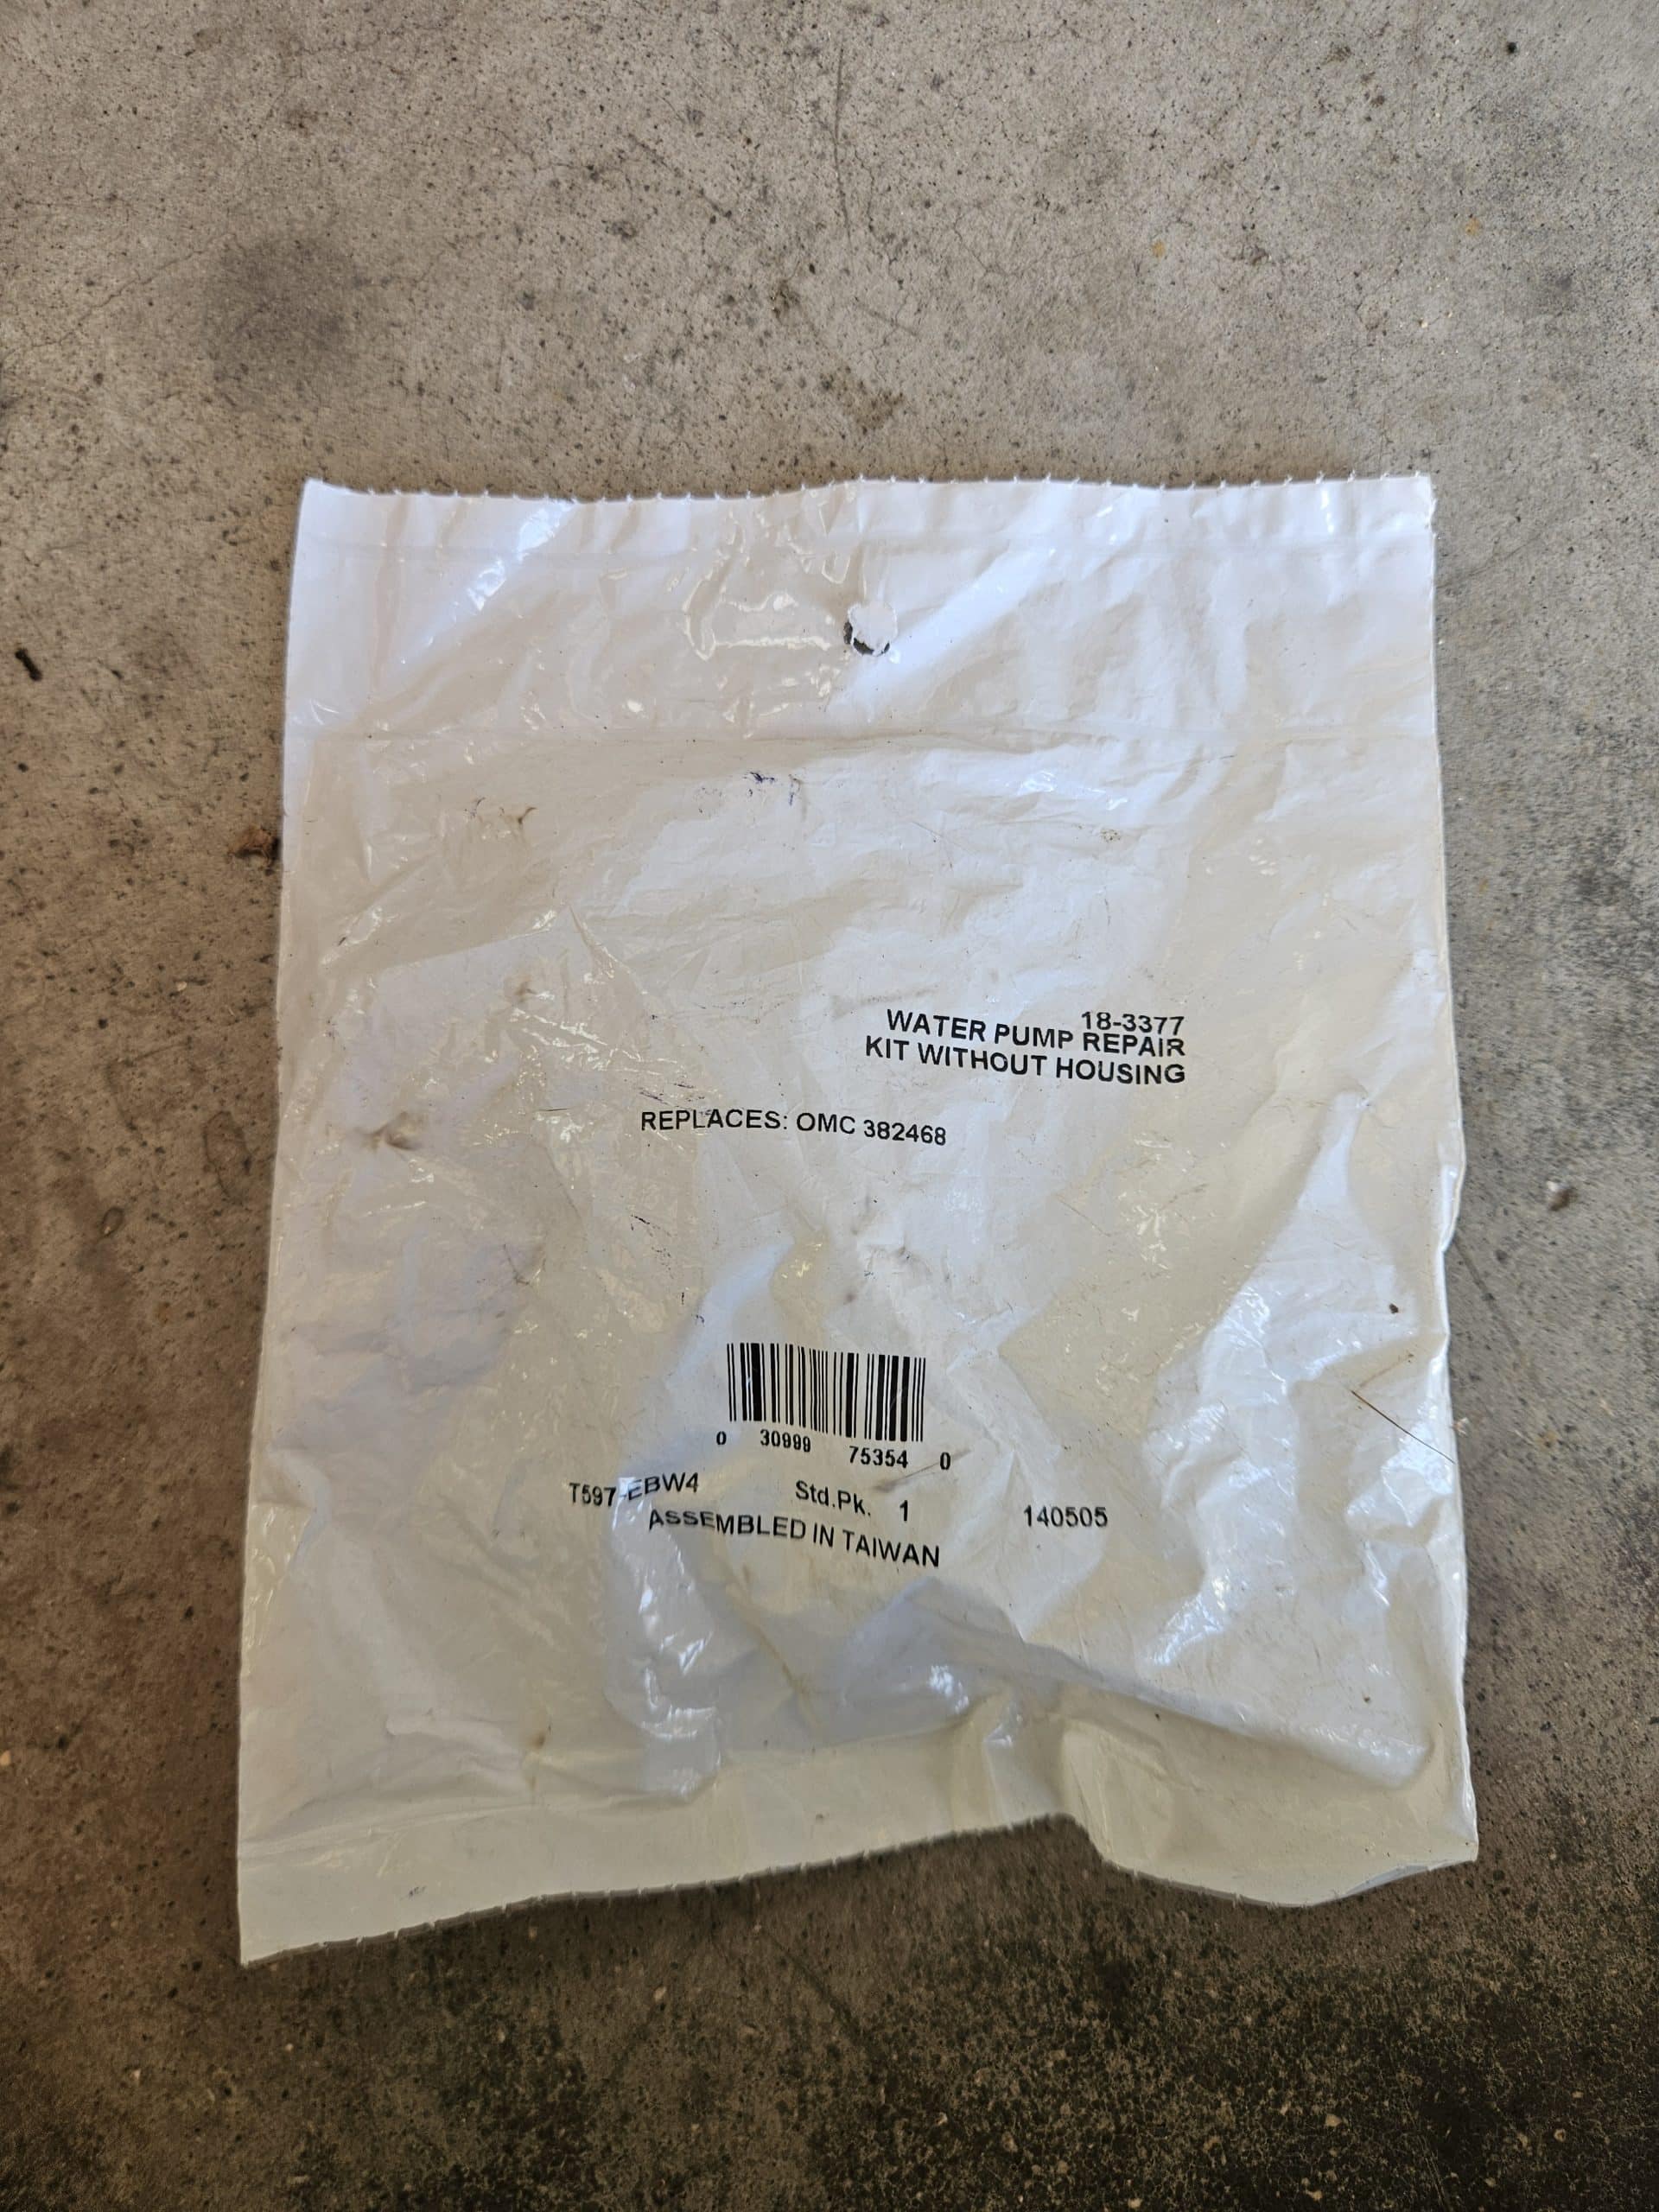 18-3377
WATER PUMP REPAIR
KIT WITHOUT HOUSING
REPLACES: OMC 382468
0 30999 75354 0
T597-EBW4 Std.Pk. 1 140505
ASSEMBLED IN TAIWAN